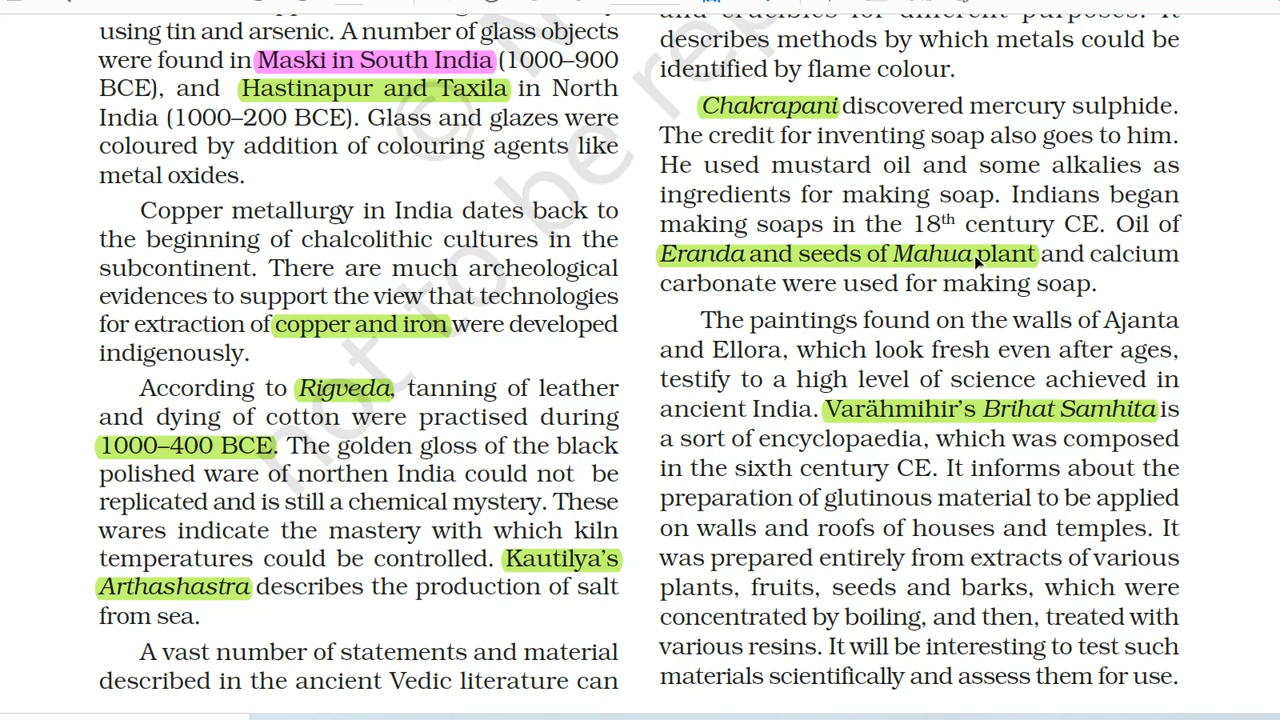 using tin and arsenic. A number of glass objects
were found in Maski in South India (1000–900
BCE), and Hastinapur and Taxila in North
India (1000–200 BCE). Glass and glazes were
coloured by addition of colouring agents like
metal oxides.
Copper metallurgy in India dates back to
the beginning of chalcolithic cultures in the
subcontinent. There are much archeological
evidences to support the view that technologies
for extraction of copper and iron were developed
indigenously.
According to Rigveda, tanning of leather
and dying of cotton were practised during
1000–400 BCE. The golden gloss of the black
polished ware of northen India could not be
replicated and is still a chemical mystery. These
wares indicate the mastery with which kiln
temperatures could be controlled. Kautilya's
Arthashastra describes the production of salt
from sea.
A vast number of statements and material
described in the ancient Vedic literature can
and crucibles for different purposes. It
describes methods by which metals could be
identified by flame colour.
Chakrapani discovered mercury sulphide.
The credit for inventing soap also goes to him.
He used mustard oil and some alkalies as
ingredients for making soap. Indians began
making soaps in the 18th century CE. Oil of
Eranda and seeds of Mahua plant and calcium
carbonate were used for making soap.
The paintings found on the walls of Ajanta
and Ellora, which look fresh even after ages,
testify to a high level of science achieved in
ancient India. Varähmihir's Brihat Samhita is
a sort of encyclopaedia, which was composed
in the sixth century CE. It informs about the
preparation of glutinous material to be applied
on walls and roofs of houses and temples. It
was prepared entirely from extracts of various
plants, fruits, seeds and barks, which were
concentrated by boiling, and then, treated with
various resins. It will be interesting to test such
materials scientifically and assess them for use.
© N
not to be rep